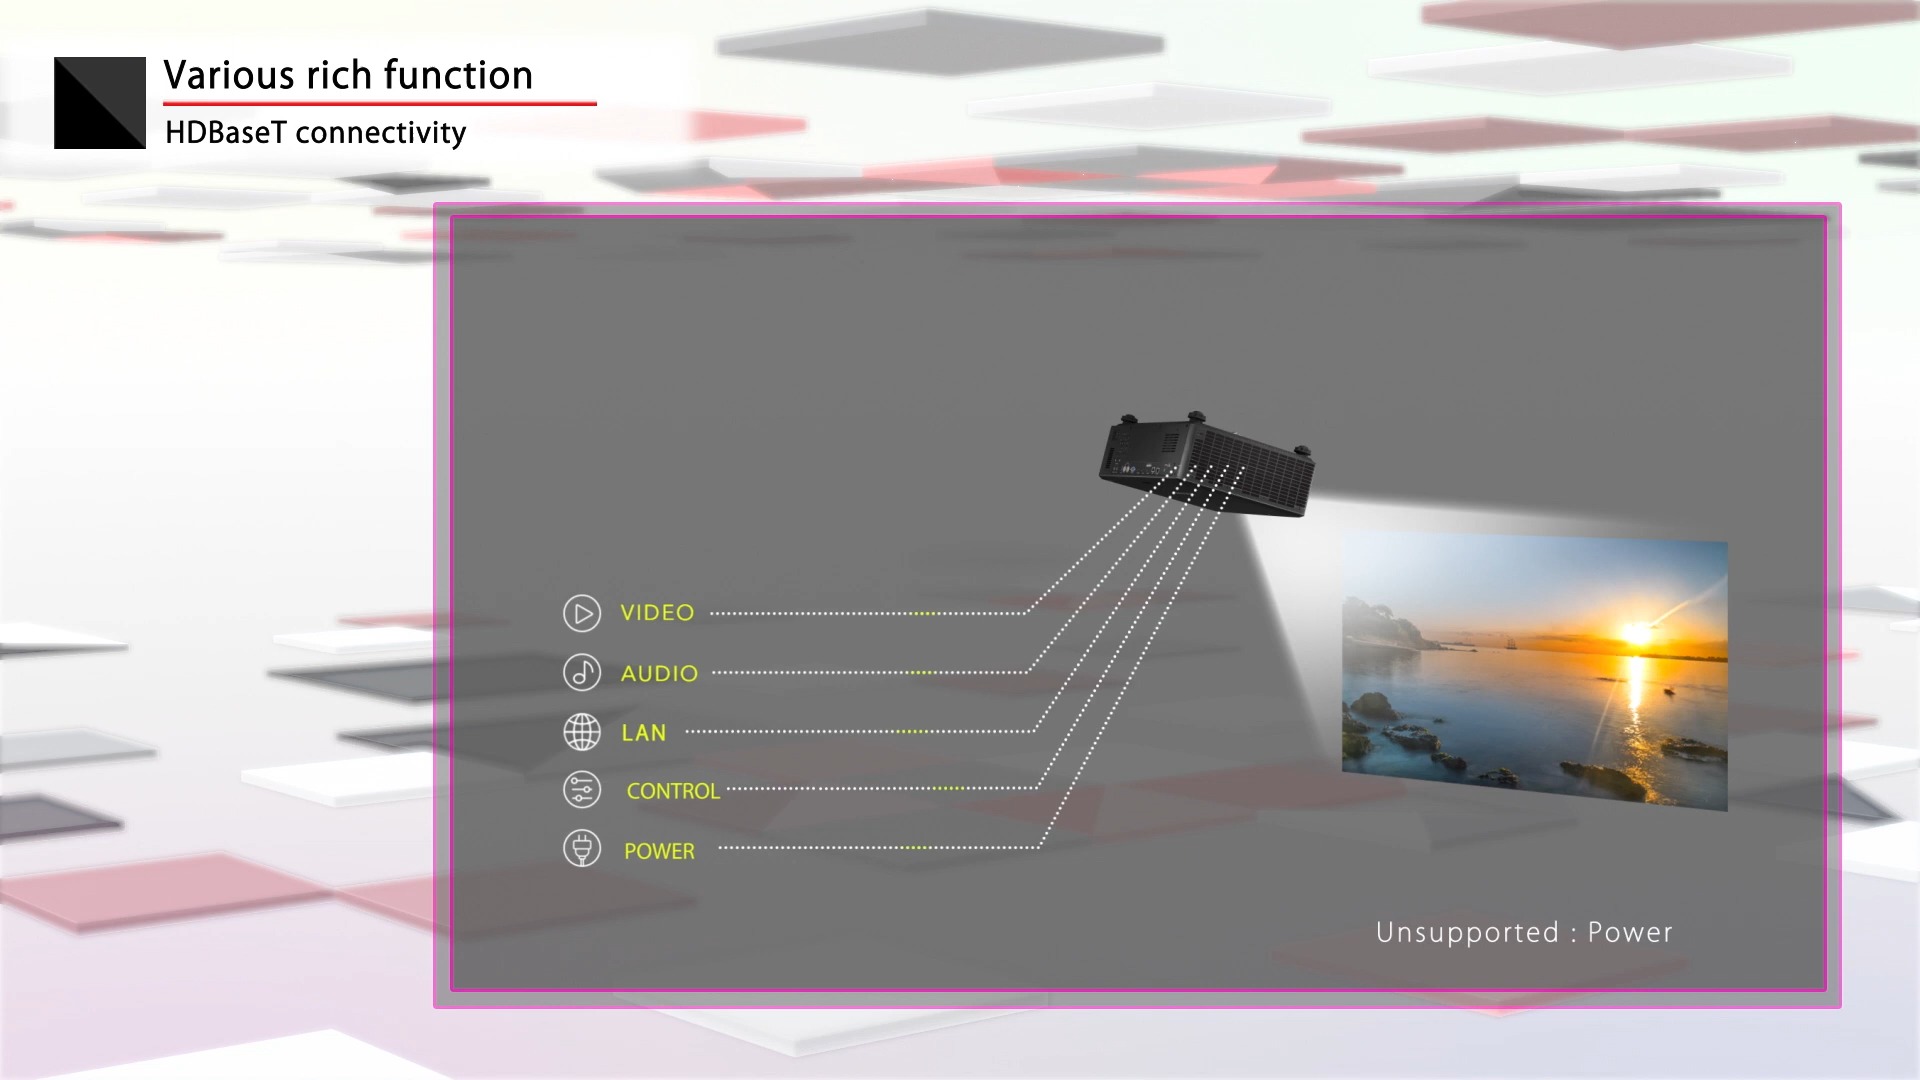 Various rich function
HDBaseT connectivity
VIDEO
AUDIO
LAN
CONTROL
POWER
Unsupported : Power